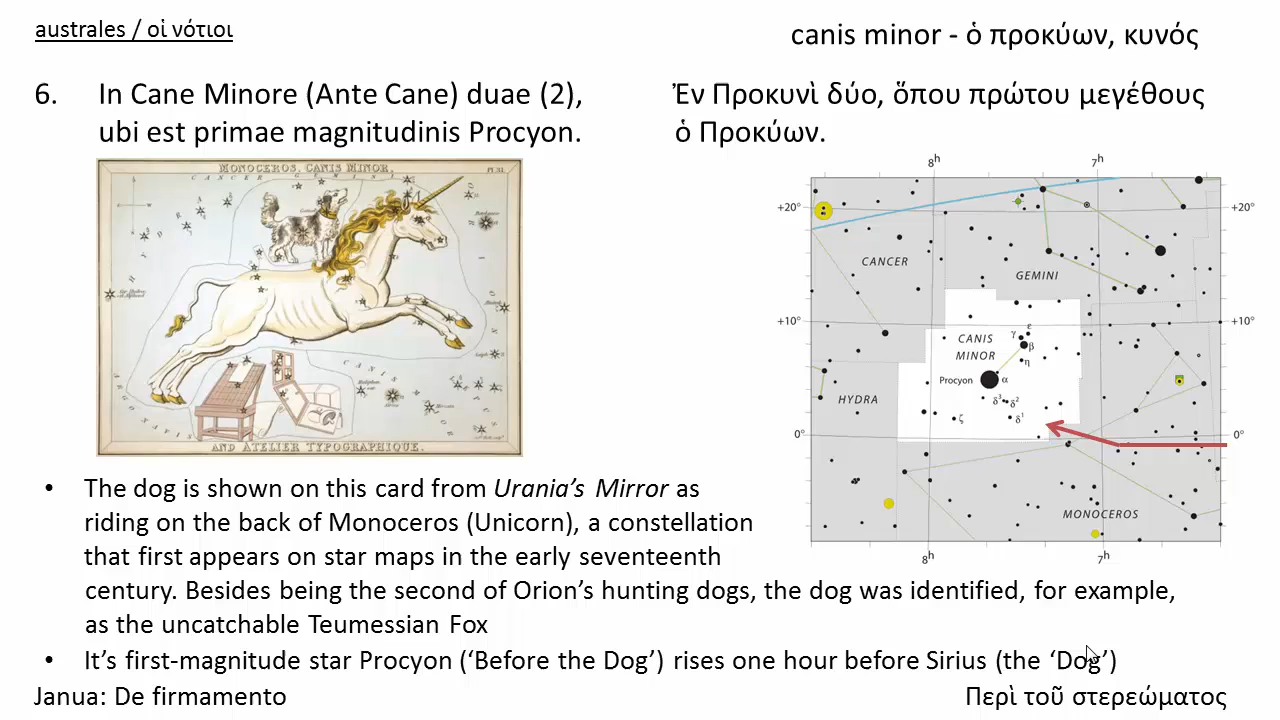 australes / οἱ νότιοι
canis minor - ὁ προκύων, κυνός
6. In Cane Minore (Ante Cane) duae (2),
ubi est primae magnitudinis Procyon.
Ἐν Προκυνὶ δύο, ὅπου πρώτου μεγέθους
ὁ Προκύων.
MONOCEROS, CANIS MINOR,
AND ATELIER TYPOGRAPHIQUE.
8h 7h
+20° +20°
CANCER
GEMINI
+10° +10°
CANIS
MINOR
γ ε
β
η
Procyon α
HYDRA
δ³ δ²
ζ δ¹
0° 0°
MONOCEROS
8h 7h
• The dog is shown on this card from Urania’s Mirror as
riding on the back of Monoceros (Unicorn), a constellation
that first appears on star maps in the early seventeenth
century. Besides being the second of Orion’s hunting dogs, the dog was identified, for example,
as the uncatchable Teumessian Fox
• It’s first-magnitude star Procyon (‘Before the Dog’) rises one hour before Sirius (the ‘Dog’)
Janua: De firmamento
Περὶ τοῦ στερεώματος